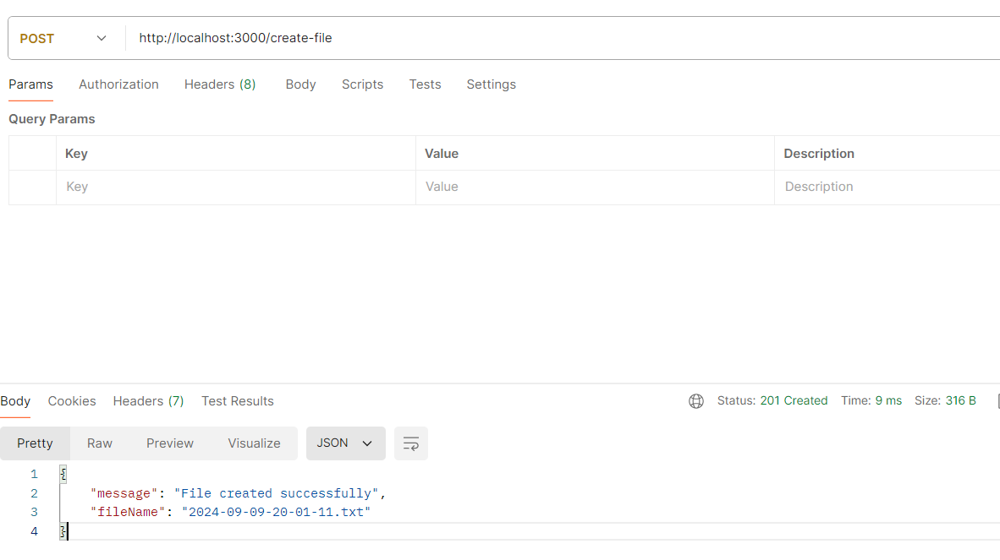 POST http://localhost:3000/create-file
Params Authorization Headers (8) Body Scripts Tests Settings
Query Params
Key Value Description
Key Value Description
Body Cookies Headers (7) Test Results Status: 201 Created Time: 9 ms Size: 316 B
Pretty Raw Preview Visualize JSON
1 {
2 "message": "File created successfully",
3 "fileName": "2024-09-09-20-01-11.txt"
4 }